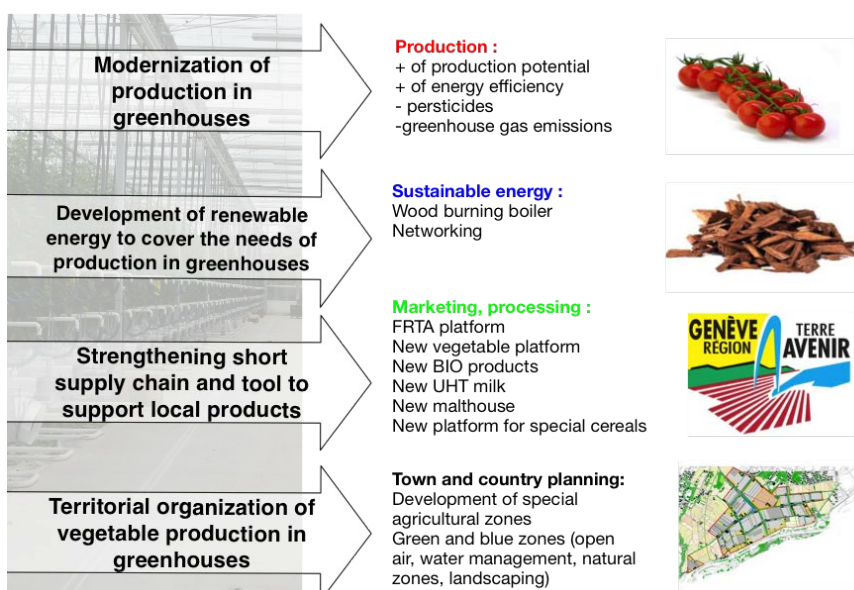 Modernization of
production in
greenhouses
Production :
+ of production potential
+ of energy efficiency
- persticides
-greenhouse gas emissions
Development of renewable
energy to cover the needs of
production in greenhouses
Sustainable energy :
Wood burning boiler
Networking
Strengthening short
supply chain and tool to
support local products
Marketing, processing :
FRTA platform
New vegetable platform
New BIO products
New UHT milk
New malthouse
New platform for special cereals
GENÈVE
RÉGION
TERRE
AVENIR
Territorial organization of
vegetable production in
greenhouses
Town and country planning:
Development of special
agricultural zones
Green and blue zones (open
air, water management, natural
zones, landscaping)